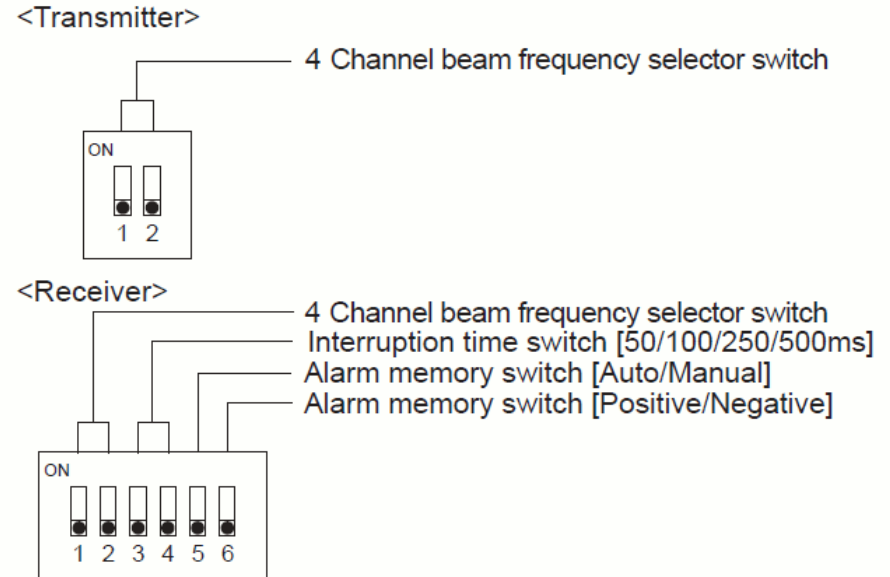 <Transmitter>
4 Channel beam frequency selector switch
ON
1 2
<Receiver>
4 Channel beam frequency selector switch
Interruption time switch [50/100/250/500ms]
Alarm memory switch [Auto/Manual]
Alarm memory switch [Positive/Negative]
ON
1 2 3 4 5 6